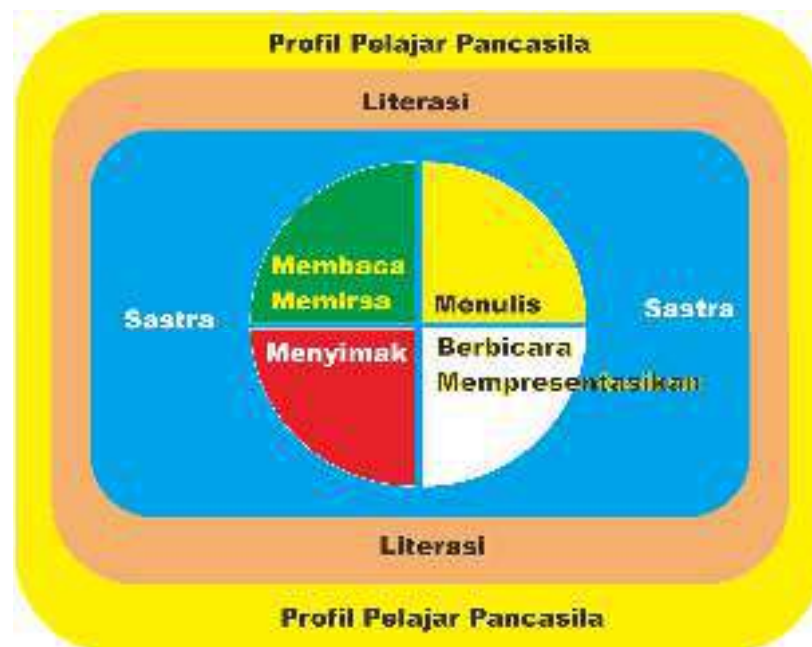 Profil Pelajar Pancasila
Literasi
Membaca
Memirsa
Menulis
Sastra
Sastra
Menyimak
Berbicara
Mempresentasikan
Literasi
Profil Pelajar Pancasila